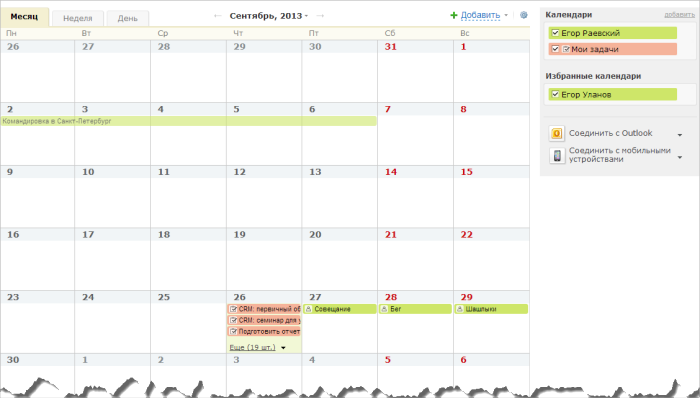 Месяц Неделя День ← Сентябрь, 2013 → Добавить
Пн Вт Ср Чт Пт Сб Вс
26 27 28 29 30 31 1
2 3 4 5 6 7 8
Командировка в Санкт-Петербург
9 10 11 12 13 14 15
16 17 18 19 20 21 22
23 24 25 26 27 28 29
CRM: первичный об Совещание Бег Шашлыки
CRM: семинар для у
Подготовить отчет
Еще (19 шт.)
30 1 2 3 4 5 6
Календари добавить
Егор Раевский
Мои задачи
Избранные календари
Егор Уланов
Соединить с Outlook
Соединить с мобильными
устройствами